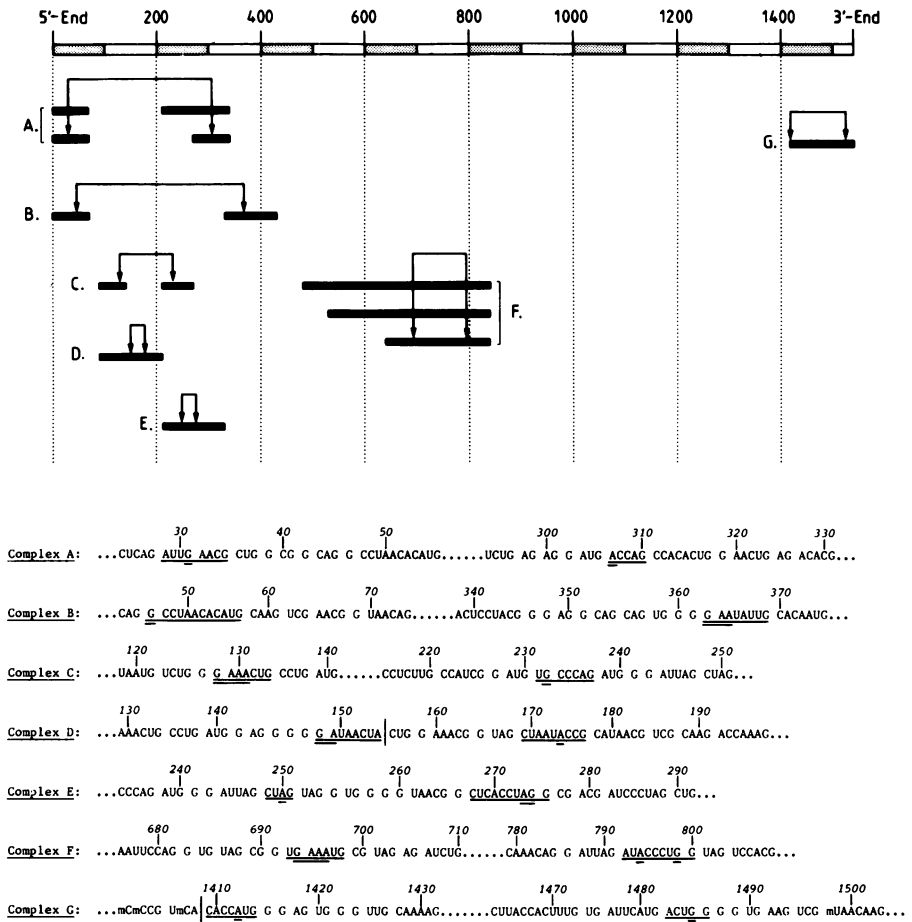 5'-End 200 400 600 800 1000 1200 1400 3'-End
A.
G.
B.
C.
F.
D.
E.
30 40 50 300 310 320 330
Complex A: ...CUCAG AUUG AACG CUG G CG G CAG G CCUAACACAUG......UCUG AG AG G AUG ACCAG CCACACUG G AACUG AG ACACG...
50 60 70 340 350 360 370
Complex B: ...CAG G CCUAACACAUG CAAG UCG AACG G UAACAG......ACUCCUACG G G AG G CAG CAG UG G G G AAUAUUG CACAAUG...
120 130 140 220 230 240 250
Complex C: ...UAAUG UCUG G G AAACUG CCUG AUG......CCUCUUG CCAUCG G AUG UG CCCAG AUG G G AUUAG CUAG...
130 140 150 160 170 180 190
Complex D: ...AAACUG CCUG AUG G AG G G G G AUAACUA CUG G AAACG G UAG CUAAUACCG CAUAACG UCG CAAG ACCAAAG...
240 250 260 270 280 290
Complex E: ...CCCAG AUG G G AUUAG CUAG UAG G UG G G G UAACG G CUCACCUAG G CG ACG AUCCCUAG CUG...
680 690 700 710 780 790 800
Complex F: ...AAUUCCAG G UG UAG CG G UGAAAUG CG UAG AG AUCUG......CAAACAG G AUUAG AUACCCUG G UAG UCCACG...
1410 1420 1430 1470 1480 1490 1500
Complex G: ...mCmCCG UmCA CACCAUG G G AG UG G G UUG CAAAAG......CUUACCACUUUG UG AUUCAUG ACUG G G G UG AAG UCG mUAACAAG...